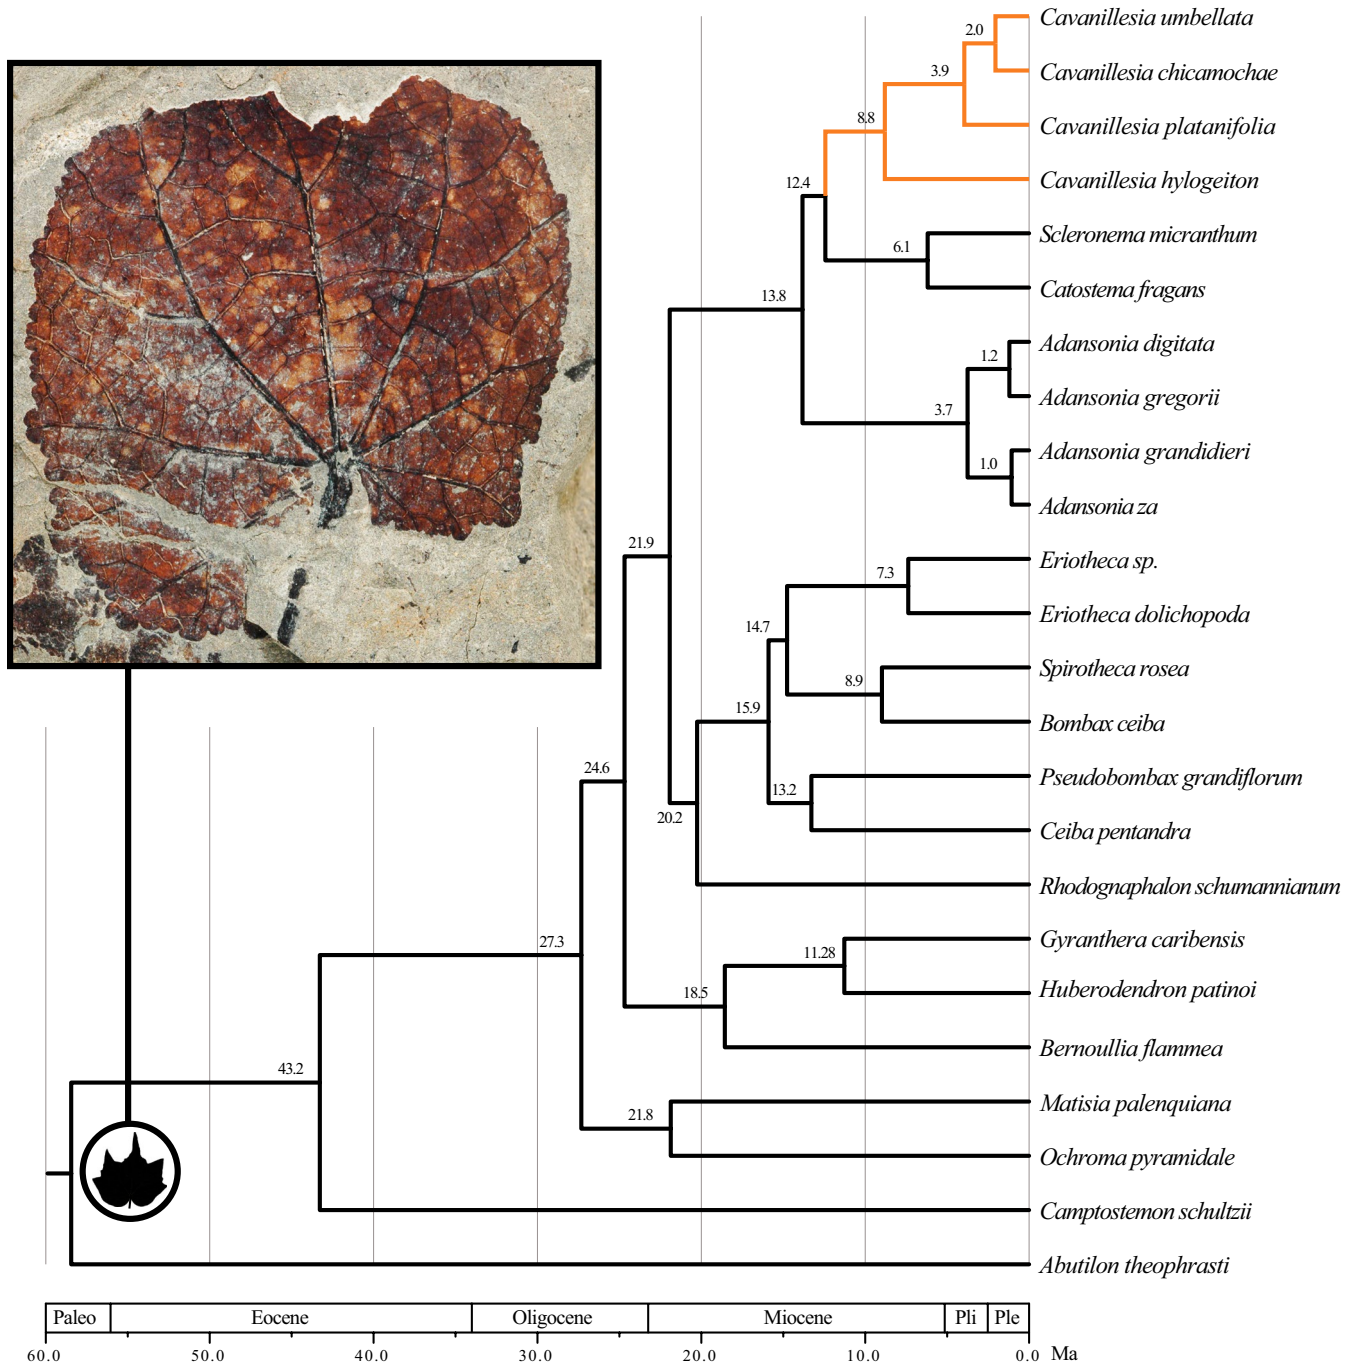 Cavanillesia umbellata
2.0
Cavanillesia chicamochae
3.9
Cavanillesia platanifolia
8.8
Cavanillesia hylogeiton
12.4
Scleronema micranthum
6.1
Catostema fragans
13.8
Adansonia digitata
1.2
Adansonia gregorii
3.7
Adansonia grandidieri
1.0
Adansonia za
21.9
Eriotheca sp.
7.3
Eriotheca dolichopoda
14.7
Spirotheca rosea
8.9
Bombax ceiba
15.9
24.6
Pseudobombax grandiflorum
13.2
20.2
Ceiba pentandra
Rhodognaphalon schumannianum
27.3
Gyranthera caribensis
11.28
18.5
Huberodendron patinoi
Bernoullia flammea
43.2
Matisia palenquiana
21.8
Ochroma pyramidale
Camptostemon schultzii
Abutilon theophrasti
Paleo Eocene Oligocene Miocene Pli Ple
60.0 50.0 40.0 30.0 20.0 10.0 0.0 Ma